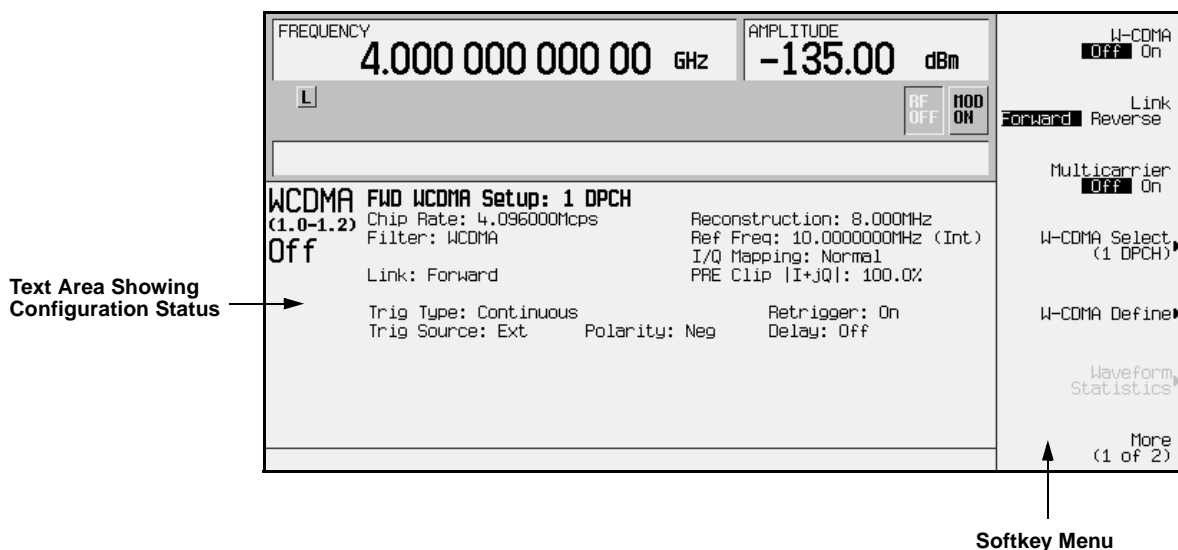 FREQUENCY
4.000 000 000 00 GHz
AMPLITUDE
-135.00 dBm
L
RF OFF
MOD ON
WCDMA
(1.0-1.2)
Off
FWD WCDMA Setup: 1 DPCH
Chip Rate: 4.096000Mcps
Reconstruction: 8.000MHz
Filter: WCDMA
Ref Freq: 10.0000000MHz (Int)
I/Q Mapping: Normal
Link: Forward
PRE Clip |I+jQ|: 100.0%
Trig Type: Continuous
Retrigger: On
Trig Source: Ext
Polarity: Neg
Delay: Off
W-CDMA
Off On
Link
Forward Reverse
Multicarrier
Off On
W-CDMA Select
(1 DPCH)
W-CDMA Define
Waveform
Statistics
More
(1 of 2)
Text Area Showing
Configuration Status
Softkey Menu